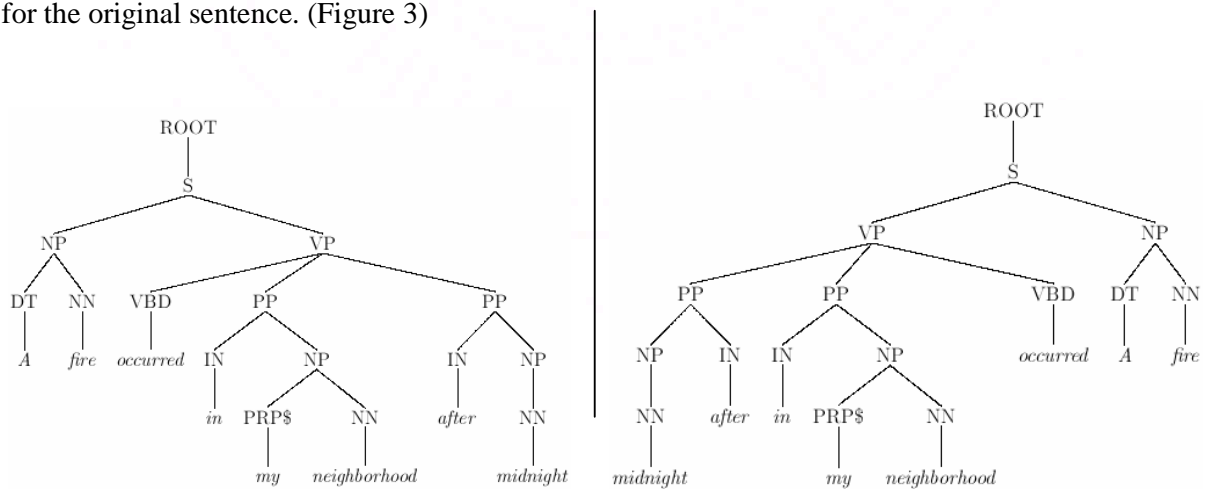 for the original sentence. (Figure 3)
ROOT
S
NP VP
DT NN VBD PP PP
A fire occurred IN NP IN NP
in PRP$ NN after NN
my neighborhood midnight
ROOT
S
VP NP
PP PP VBD DT NN
NP IN IN NP occurred A fire
NN after in PRP$ NN
midnight my neighborhood